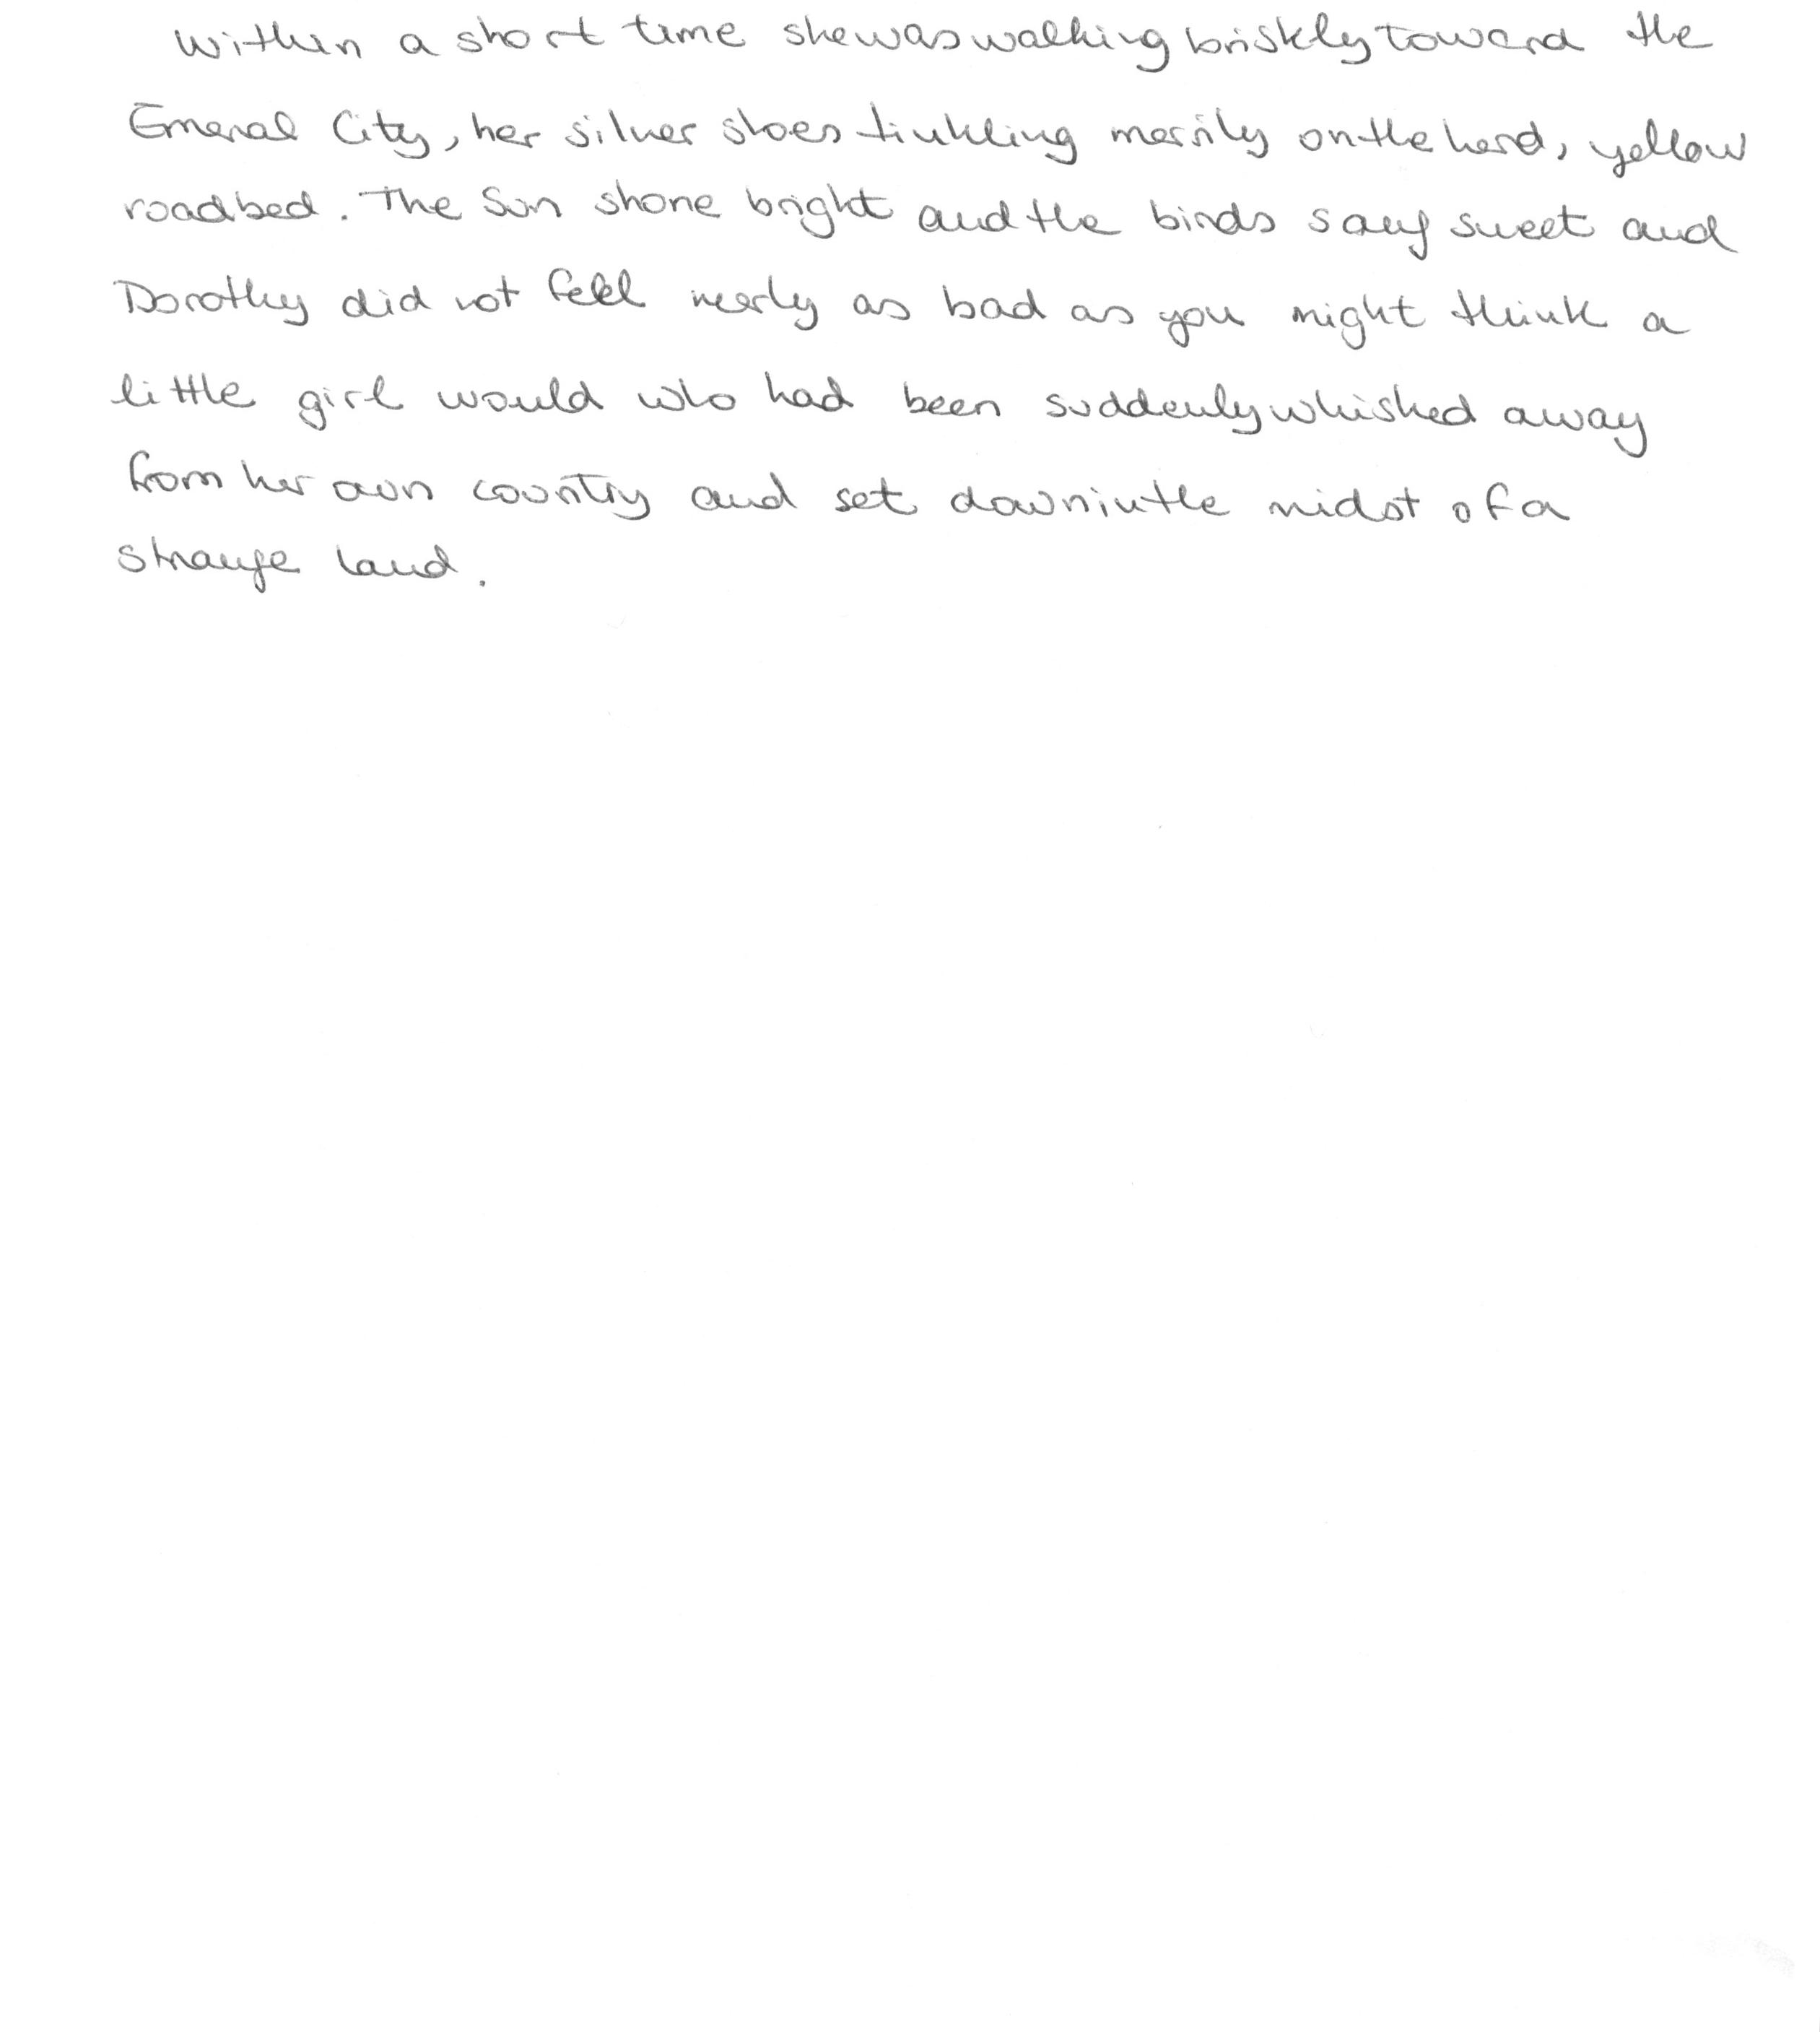 Within a short time she was walking briskly toward the
Emeral City, her silver shoes tinkling merrily on the hard, yellow
roadbed. The Sun shone bright and the birds sang sweet and
Dorothy did not feel nerly as bad as you might think a
little girl would who had been suddenly whisked away
from her own country and set down in the midst of a
strange land.